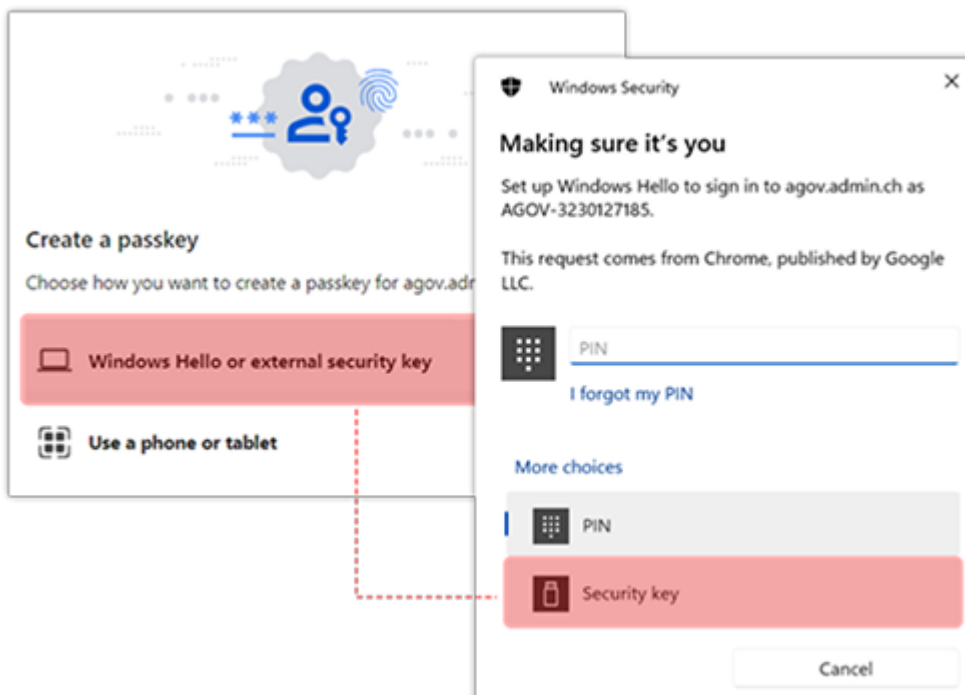 ***
Create a passkey
Choose how you want to create a passkey for agov.adr
Windows Hello or external security key
Use a phone or tablet
Windows Security
Making sure it's you
Set up Windows Hello to sign in to agov.admin.ch as
AGOV-3230127185.
This request comes from Chrome, published by Google
LLC.
PIN
I forgot my PIN
More choices
PIN
Security key
Cancel